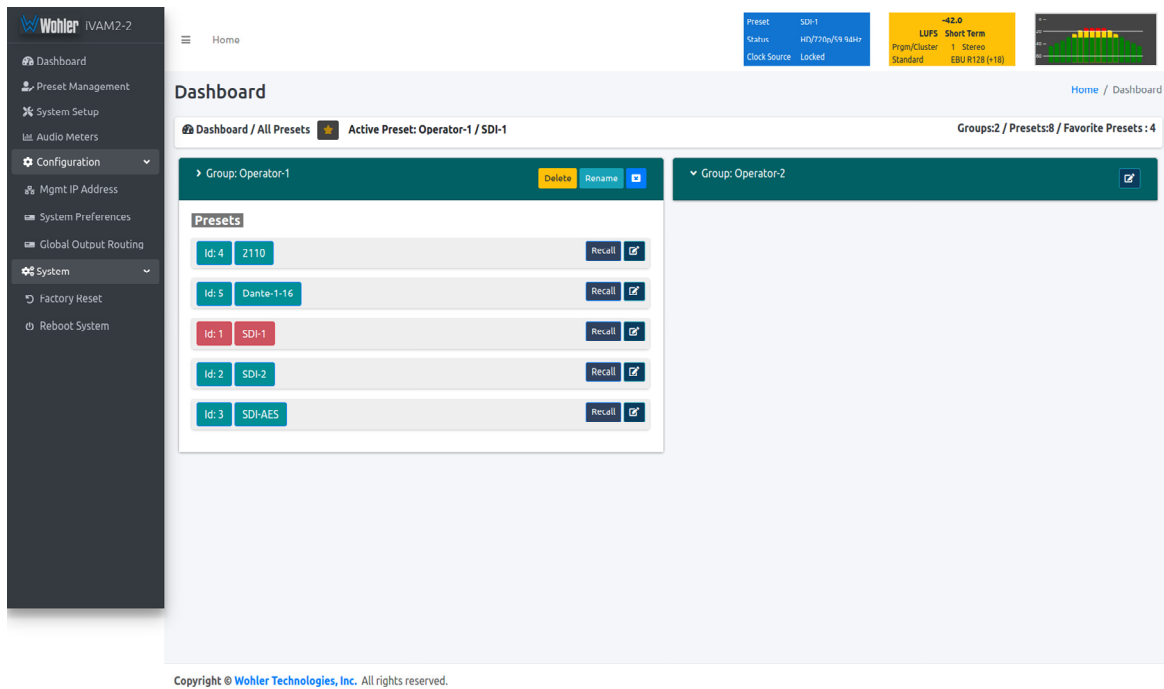 Wohler iVAM2-2
Dashboard
Preset Management
System Setup
Audio Meters
Configuration
Mgmt IP Address
System Preferences
Global Output Routing
System
Factory Reset
Reboot System
Home
Preset SDI-1
Status HD/720p/59.94Hz
Clock Source Locked
-42.0
LUFS Short Term
Prgm/Cluster 1 Stereo
Standard EBU R128 (+18)
Dashboard
Home / Dashboard
Dashboard / All Presets Active Preset: Operator-1 / SDI-1 Groups:2 / Presets:8 / Favorite Presets : 4
Group: Operator-1 Delete Rename
Presets
Id: 4 2110 Recall
Id: 5 Dante-1-16 Recall
Id: 1 SDI-1 Recall
Id: 2 SDI-2 Recall
Id: 3 SDI-AES Recall
Group: Operator-2
Copyright © Wohler Technologies, Inc. All rights reserved.